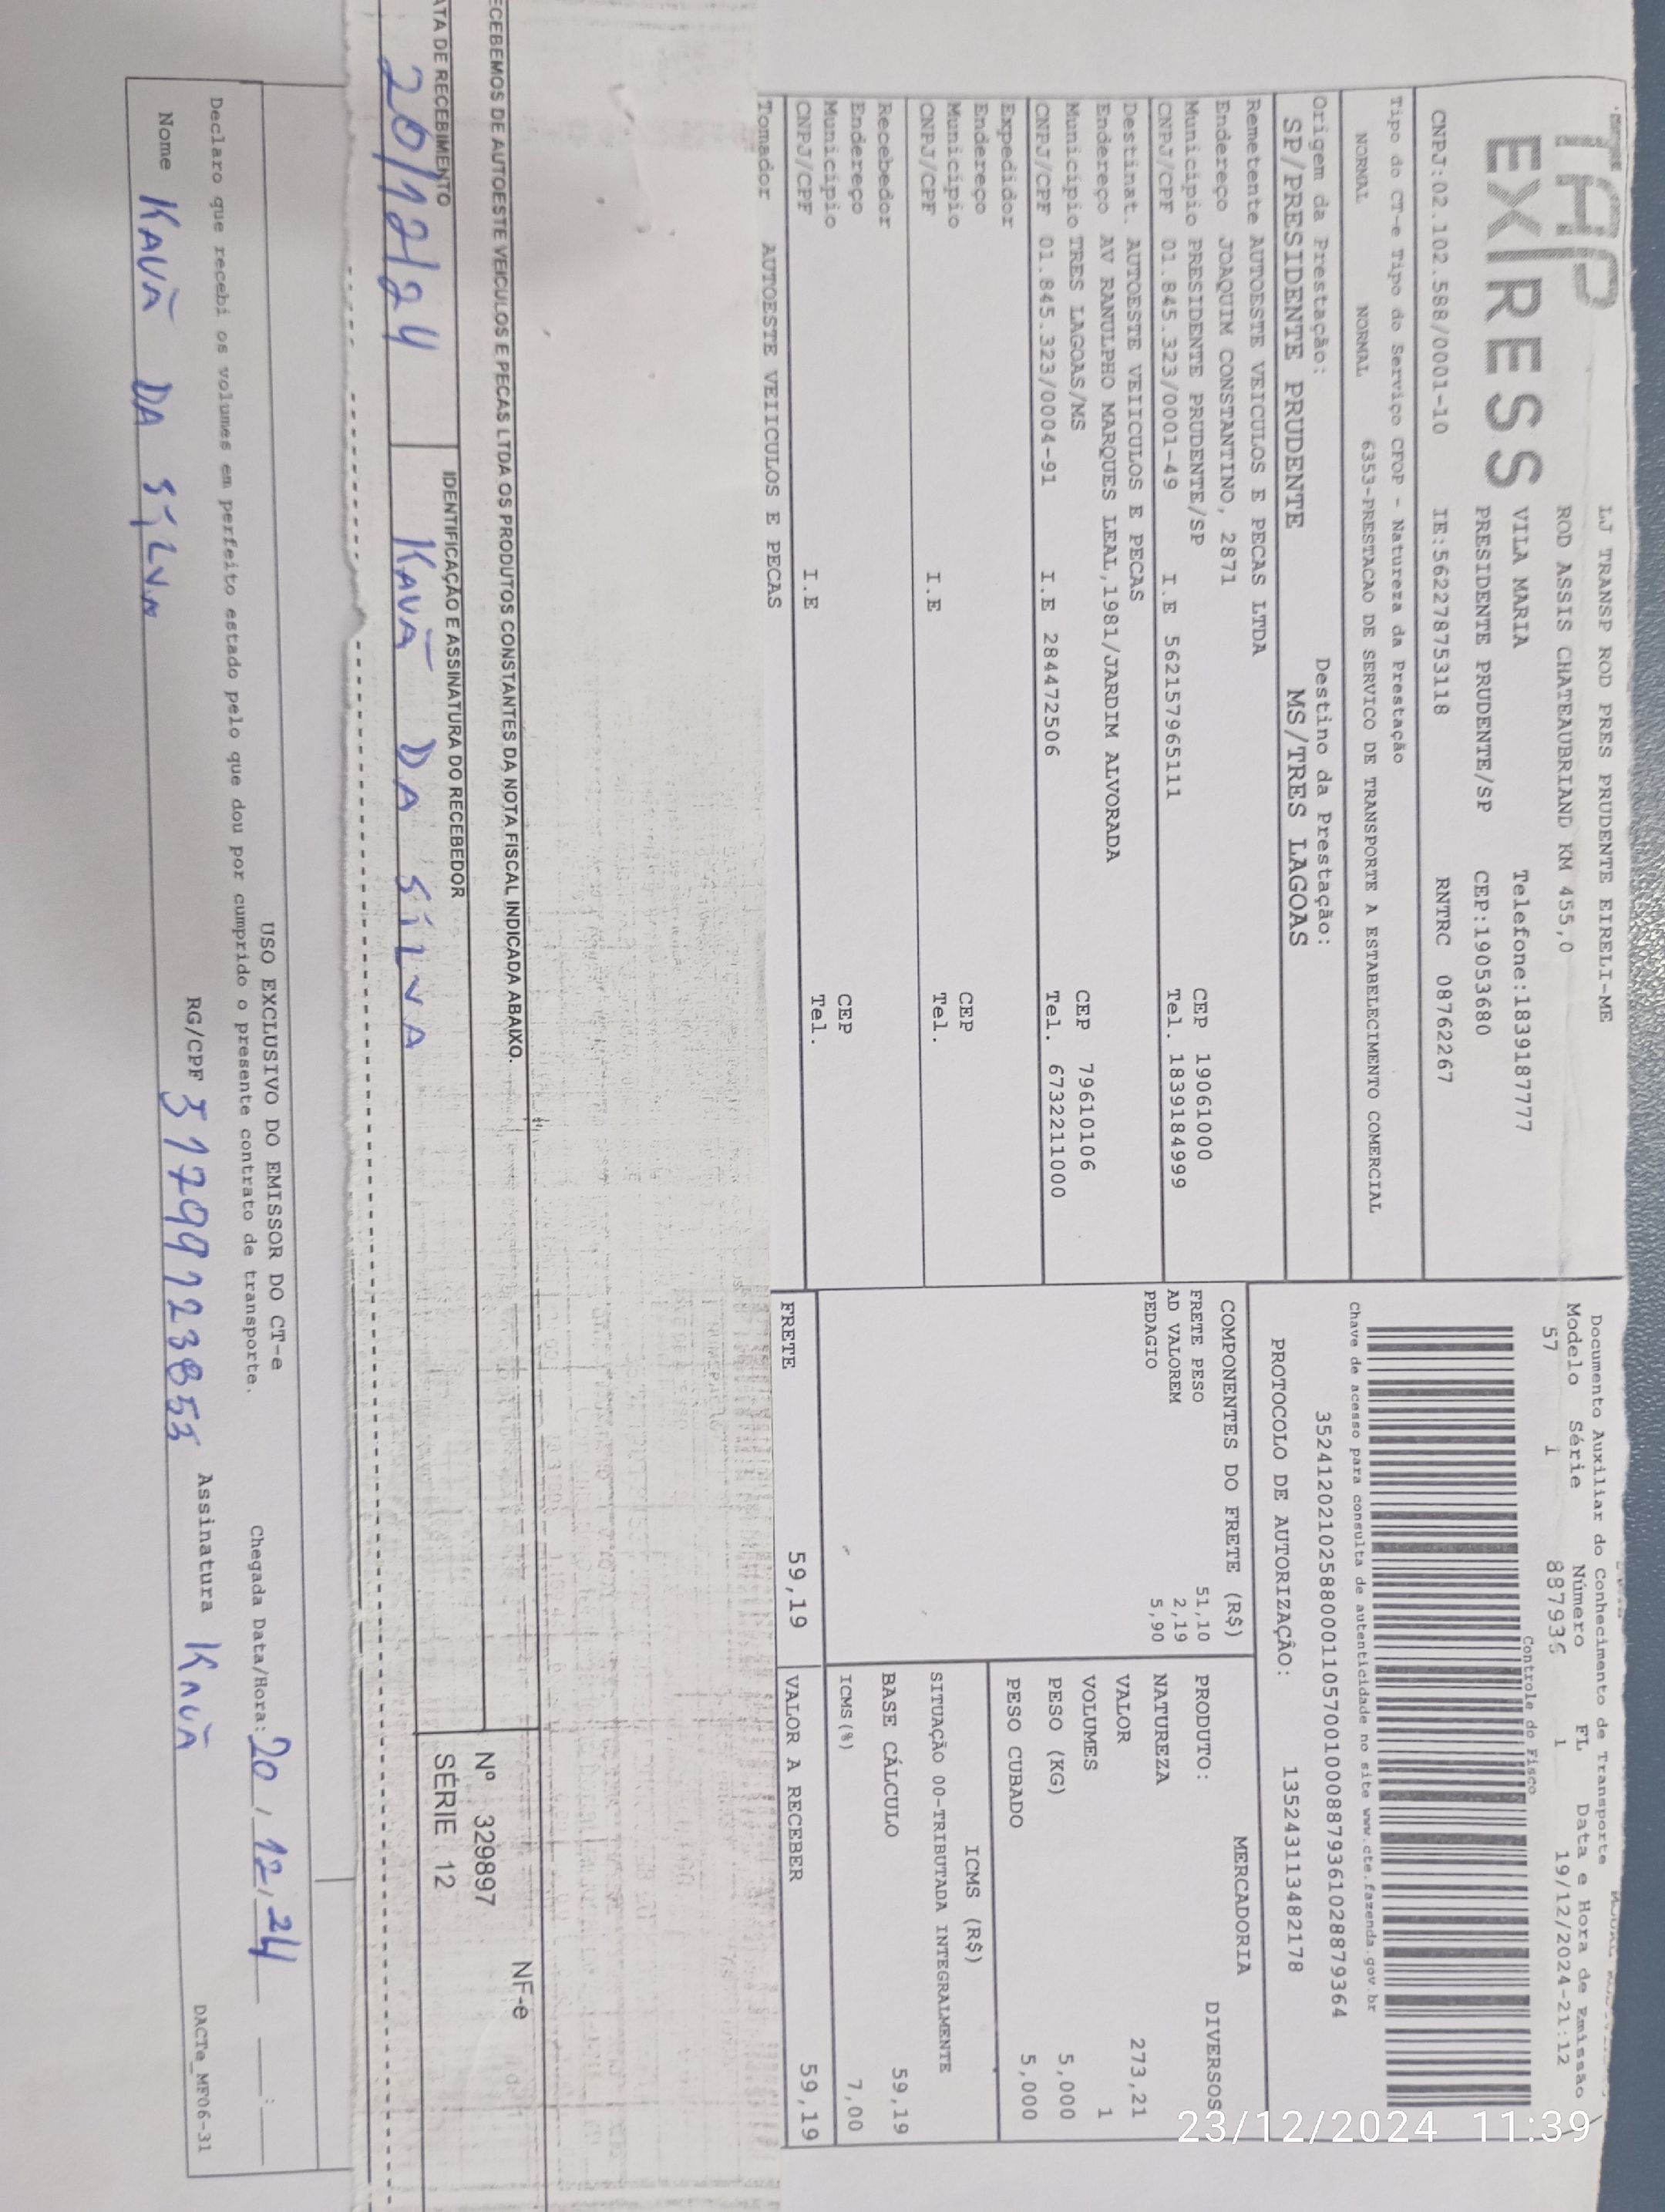 EXPRESS
LJ TRANSP ROD PRES PRUDENTE EIRELI-ME
ROD ASSIS CHATEAUBRIAND KM 455,0
VILA MARIA Telefone:1839187777
PRESIDENTE PRUDENTE/SP CEP:19053680
CNPJ:02.102.588/0001-10 IE:562278753118 RNTRC 08762267
Tipo do CT-e Tipo do Serviço CFOP - Natureza da Prestação
NORMAL NORMAL 6353-PRESTACAO DE SERVICO DE TRANSPORTE A ESTABELECIMENTO COMERCIAL
Origem da Prestação: Destino da Prestação:
SP/PRESIDENTE PRUDENTE MS/TRES LAGOAS
Remetente AUTOESTE VEICULOS E PECAS LTDA
Endereço JOAQUIM CONSTANTINO, 2871
Município PRESIDENTE PRUDENTE/SP CEP 19061000
CNPJ/CPF 01.845.323/0001-49 I.E 562157965111 Tel. 1839184999
Destinat. AUTOESTE VEIICULOS E PECAS
Endereço AV RANULPHO MARQUES LEAL,1981/JARDIM ALVORADA
Município TRES LAGOAS/MS CEP 79610106
CNPJ/CPF 01.845.323/0004-91 I.E 284472506 Tel. 6732211000
Expedidor
Endereço
Município CEP
CNPJ/CPF I.E Tel.
Recebedor
Endereço
Município CEP
CNPJ/CPF I.E Tel.
Tomador AUTOESTE VEIICULOS E PECAS
Documento Auxiliar do Conhecimento de Transporte
Modelo Série Número FL Data e Hora de Emissão
57 1 887936 1 19/12/2024-21:12
Controle do Fisco
Chave de acesso para consulta de autenticidade no site www.cte.fazenda.gov.br
35241202102588000110570010008879361028879364
PROTOCOLO DE AUTORIZAÇÃO: 135243113482178
COMPONENTES DO FRETE (R$)
FRETE PESO 51,10
AD VALOREM 2,19
PEDAGIO 5,90
FRETE 59,19
MERCADORIA
PRODUTO: DIVERSOS
NATUREZA
VALOR 273,21
VOLUMES 1
PESO (KG) 5,000
PESO CUBADO 5,000
ICMS (R$)
SITUAÇÃO 00-TRIBUTADA INTEGRALMENTE
BASE CÁLCULO 59,19
ICMS(%) 7,00
VALOR A RECEBER 59,19
ECEBEMOS DE AUTOESTE VEICULOS E PECAS LTDA OS PRODUTOS CONSTANTES DA NOTA FISCAL INDICADA ABAIXO.
ATA DE RECEBIMENTO IDENTIFICAÇÃO E ASSINATURA DO RECEBEDOR
20/12/24 KAUÃ DA SILVA
NF-e
Nº 329897
SÉRIE 12
USO EXCLUSIVO DO EMISSOR DO CT-e
Declaro que recebi os volumes em perfeito estado pelo que dou por cumprido o presente contrato de transporte. Chegada Data/Hora: 20/12/24 :
Nome KAUÃ DA SILVA RG/CPF 51799123855 Assinatura KAUÃ
DACTe_MF06-31
23/12/2024 11:39